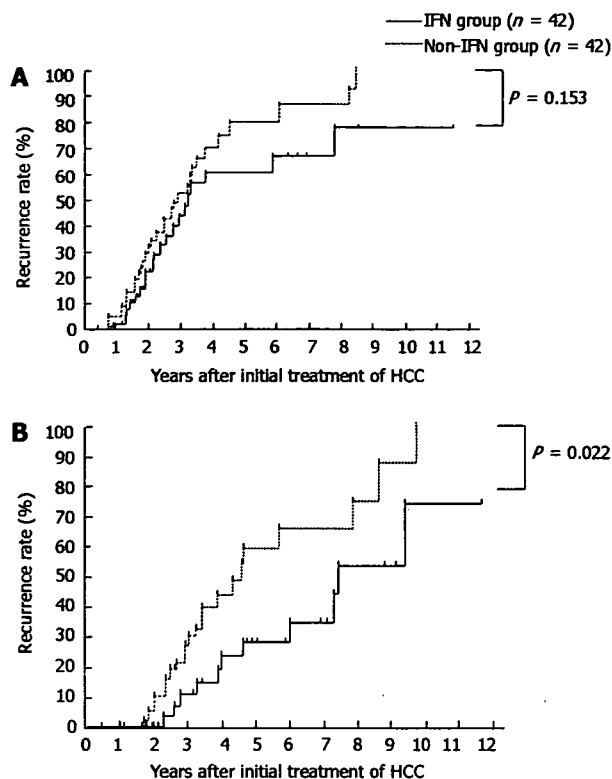 IFN group (n = 42)
Non-IFN group (n = 42)
A
100
90
80
70
60
50
40
30
20
10
0
Recurrence rate (%)
P = 0.153
0 1 2 3 4 5 6 7 8 9 10 11 12
Years after initial treatment of HCC
B
100
90
80
70
60
50
40
30
20
10
0
Recurrence rate (%)
P = 0.022
0 1 2 3 4 5 6 7 8 9 10 11 12
Years after initial treatment of HCC